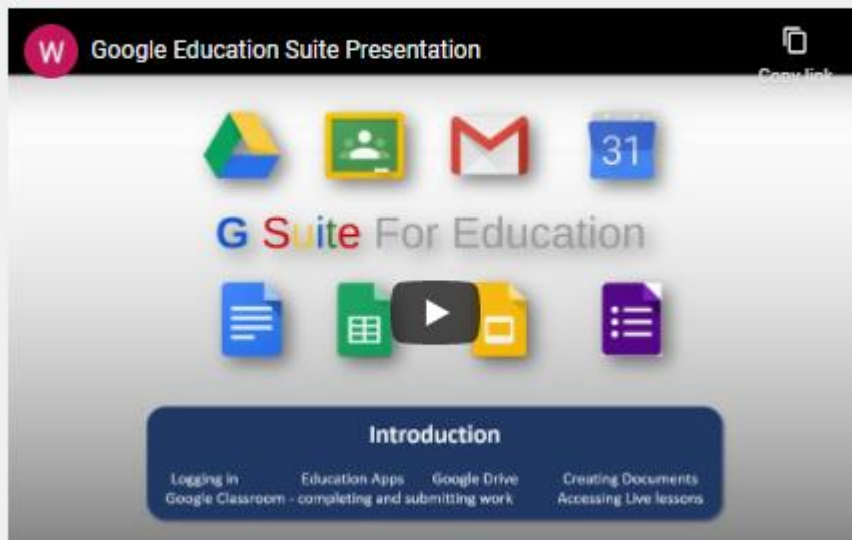 W Google Education Suite Presentation
Copy link
31
G Suite For Education
Introduction
Logging in Education Apps Google Drive Creating Documents
Google Classroom - completing and submitting work Accessing Live lessons